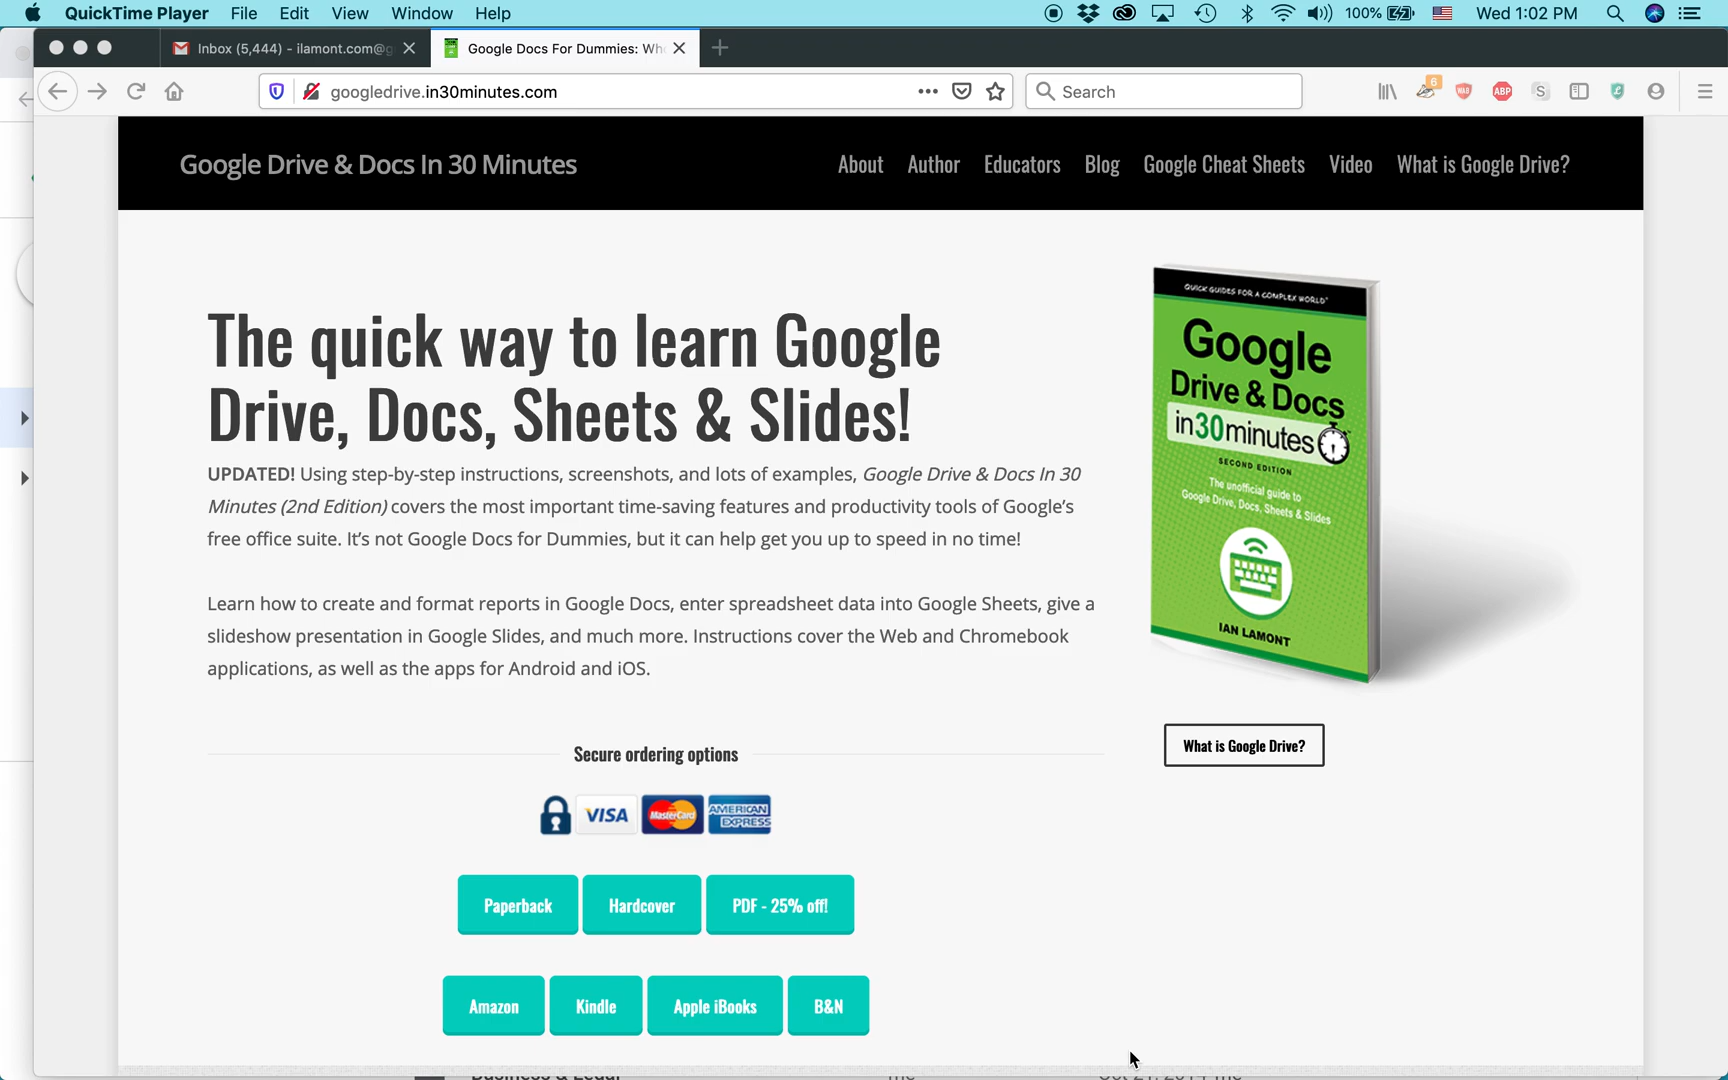 QuickTime Player File Edit View Window Help 100% Wed 1:02 PM
Inbox (5,444) - ilamont.com@g
Google Docs For Dummies: Who
googledrive.in30minutes.com
Search
6
WAB
ABP
S
Google Drive & Docs In 30 Minutes
About Author Educators Blog Google Cheat Sheets Video What is Google Drive?
The quick way to learn Google
Drive, Docs, Sheets & Slides!
UPDATED! Using step-by-step instructions, screenshots, and lots of examples, Google Drive & Docs In 30
Minutes (2nd Edition) covers the most important time-saving features and productivity tools of Google’s
free office suite. It’s not Google Docs for Dummies, but it can help get you up to speed in no time!
Learn how to create and format reports in Google Docs, enter spreadsheet data into Google Sheets, give a
slideshow presentation in Google Slides, and much more. Instructions cover the Web and Chromebook
applications, as well as the apps for Android and iOS.
QUICK GUIDES FOR A COMPLEX WORLD
Google
Drive & Docs
in30minutes
SECOND EDITION
The unofficial guide to
Google Drive, Docs, Sheets & Slides
IAN LAMONT
What is Google Drive?
Secure ordering options
VISA MasterCard AMERICAN
EXPRESS
Paperback Hardcover PDF - 25% off!
Amazon Kindle Apple iBooks B&N